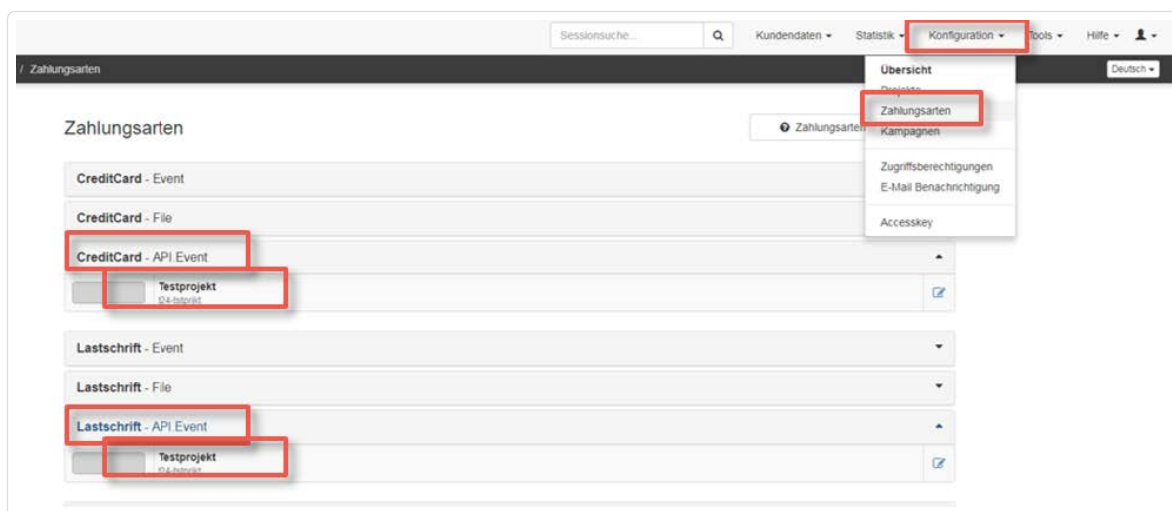 Sessionsuche...
Kundendaten
Statistik
Konfiguration
Tools
Hilfe
/ Zahlungsarten
Deutsch
Übersicht
Projekte
Zahlungsarten
Kampagnen
Zugriffsberechtigungen
E-Mail Benachrichtigung
Accesskey
Zahlungsarten
Zahlungsarten
CreditCard - Event
CreditCard - File
CreditCard - API.Event
Testprojekt
Lastschrift - Event
Lastschrift - File
Lastschrift - API.Event
Testprojekt